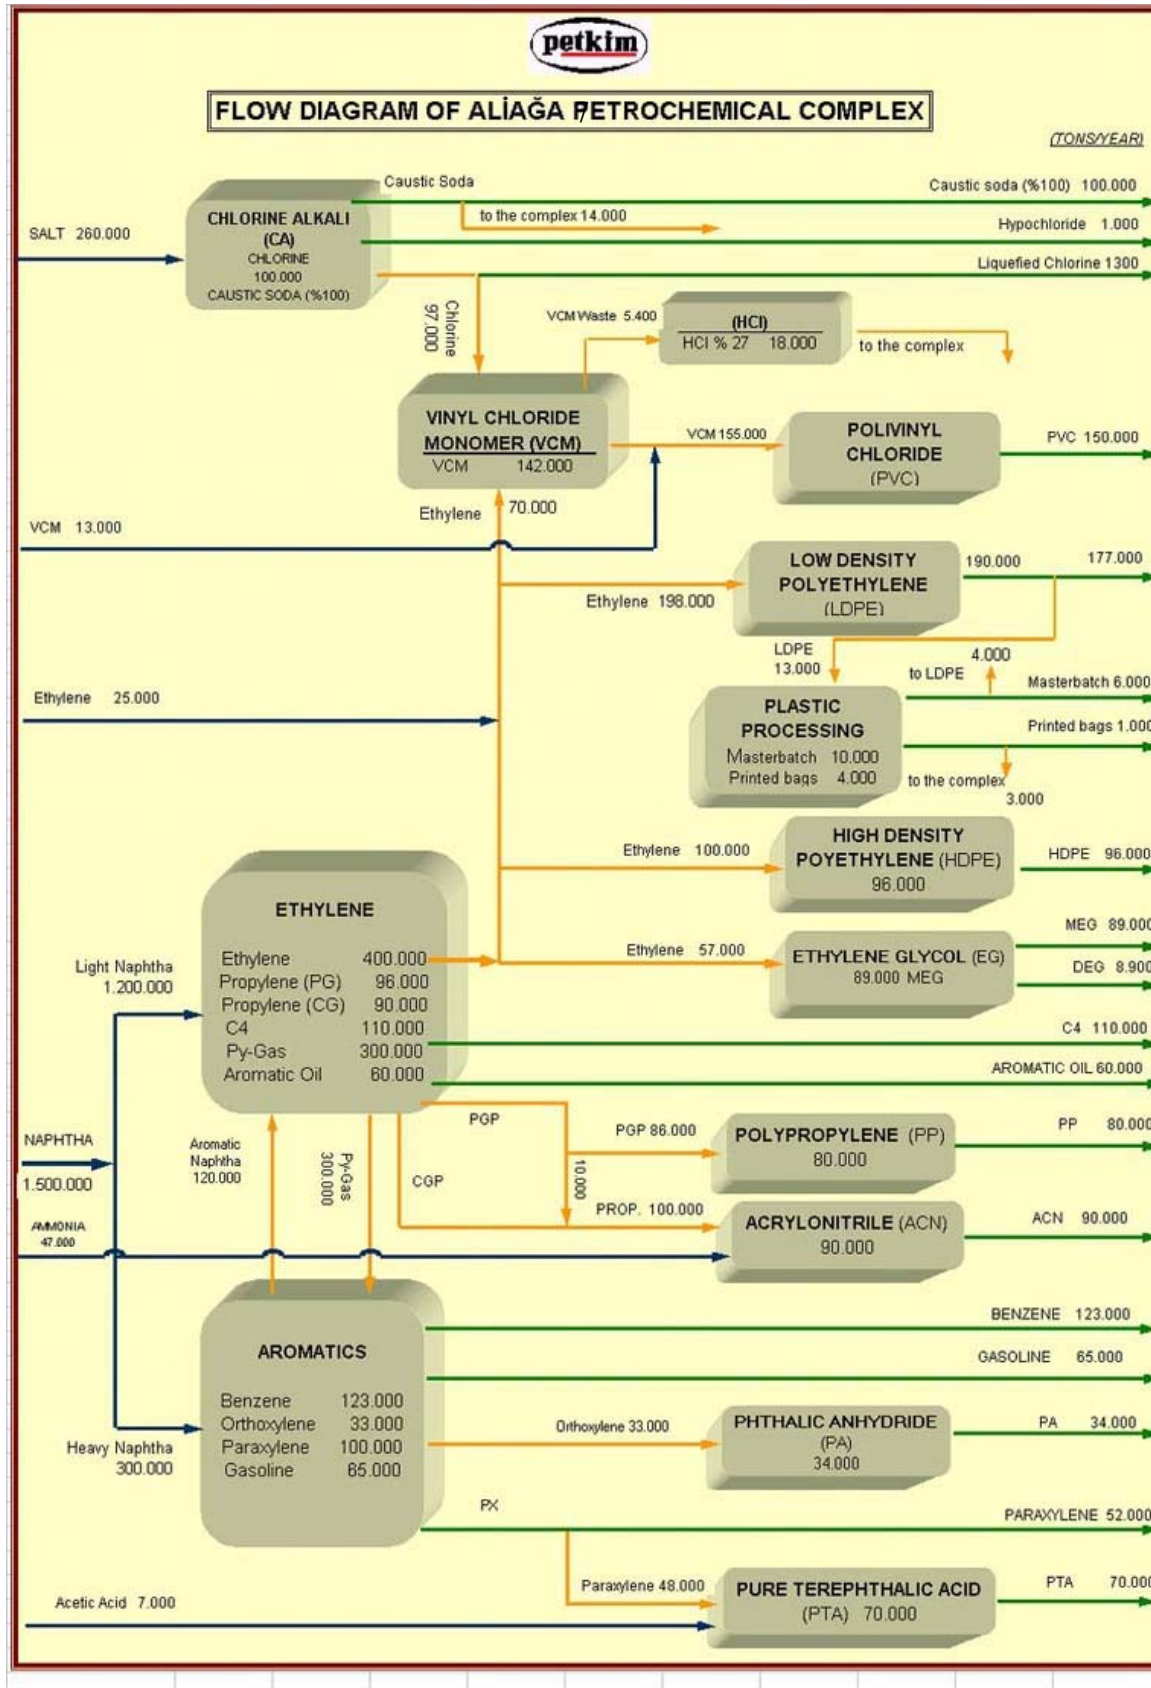 petkim
FLOW DIAGRAM OF ALİAĞA PETROCHEMICAL COMPLEX
(TONS/YEAR)
Caustic Soda
Caustic soda (%100) 100.000
to the complex 14.000
Hypochloride 1.000
Liquefied Chlorine 1300
SALT 260.000
CHLORINE ALKALI
(CA)
CHLORINE
100.000
CAUSTIC SODA (%100)
Chlorine
97.000
VCM Waste 5.400
(HCl)
HCl % 27 18.000
to the complex
VINYL CHLORIDE
MONOMER (VCM)
VCM 142.000
VCM 155.000
POLIVINYL
CHLORIDE
(PVC)
PVC 150.000
Ethylene 70.000
VCM 13.000
LOW DENSITY
POLYETHYLENE
(LDPE)
190.000
177.000
Ethylene 198.000
LDPE
13.000
4.000
to LDPE
Masterbatch 6.000
Ethylene 25.000
PLASTIC
PROCESSING
Masterbatch 10.000
Printed bags 4.000
Printed bags 1.000
to the complex
3.000
Ethylene 100.000
HIGH DENSITY
POYETHYLENE (HDPE)
96.000
HDPE 96.000
ETHYLENE
Ethylene 400.000
Propylene (PG) 96.000
Propylene (CG) 90.000
C4 110.000
Py-Gas 300.000
Aromatic Oil 60.000
Light Naphtha
1.200.000
Ethylene 57.000
ETHYLENE GLYCOL (EG)
89.000 MEG
MEG 89.000
DEG 8.900
C4 110.000
AROMATIC OIL 60.000
NAPHTHA
1.500.000
Aromatic
Naphtha
120.000
Py-Gas
300.000
PGP
CGP
10.000
PGP 86.000
POLYPROPYLENE (PP)
80.000
PP 80.000
PROP. 100.000
ACRYLONITRILE (ACN)
90.000
ACN 90.000
AMMONIA
47.000
BENZENE 123.000
GASOLINE 65.000
AROMATICS
Benzene 123.000
Orthoxylene 33.000
Paraxylene 100.000
Gasoline 65.000
Heavy Naphtha
300.000
Orthoxylene 33.000
PHTHALIC ANHYDRIDE
(PA)
34.000
PA 34.000
PX
PARAXYLENE 52.000
Paraxylene 48.000
PURE TEREPHTHALIC ACID
(PTA) 70.000
PTA 70.000
Acetic Acid 7.000